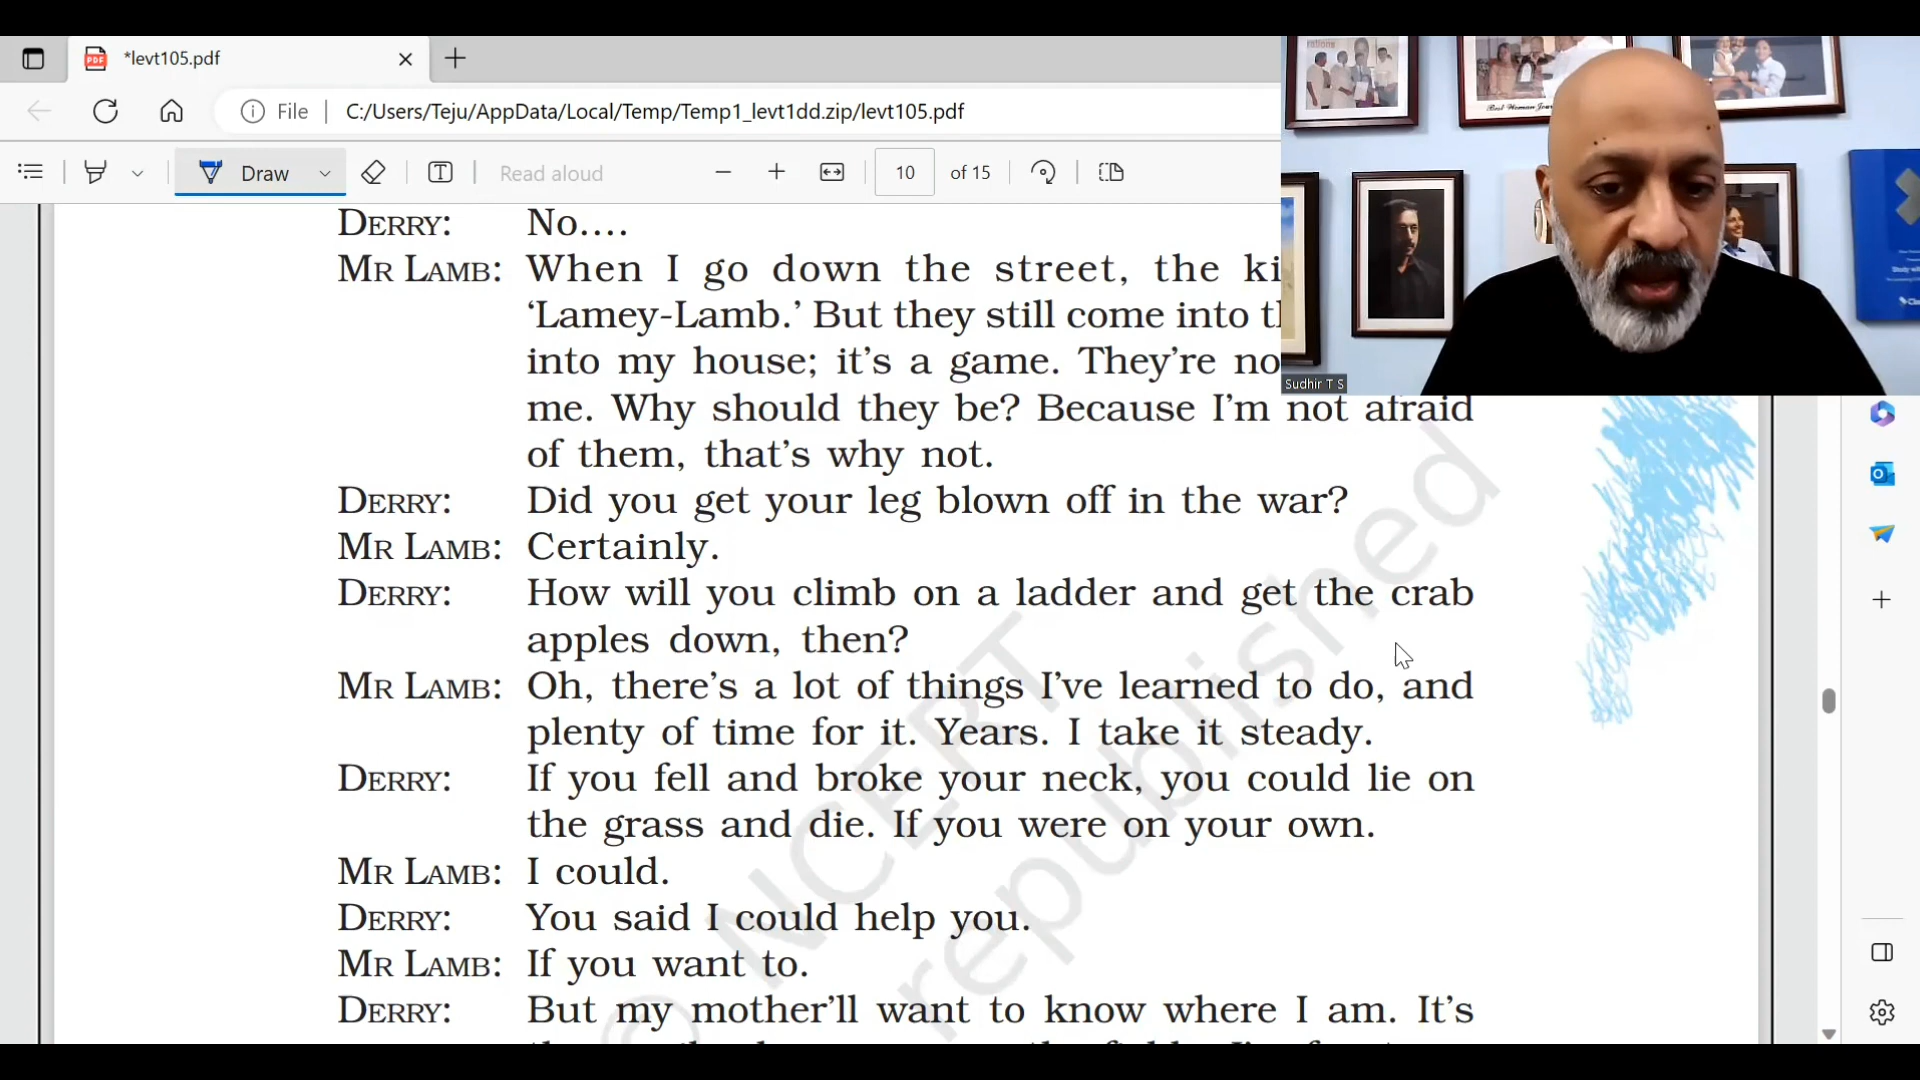 *levt105.pdf
File
C:/Users/Teju/AppData/Local/Temp/Temp1_levt1dd.zip/levt105.pdf
Draw
Read aloud
10 of 15
Sudhir T S
DERRY: No....
MR LAMB: When I go down the street, the ki
‘Lamey-Lamb.’ But they still come into t
into my house; it’s a game. They’re no
me. Why should they be? Because I’m not afraid
of them, that’s why not.
DERRY: Did you get your leg blown off in the war?
MR LAMB: Certainly.
DERRY: How will you climb on a ladder and get the crab
apples down, then?
MR LAMB: Oh, there’s a lot of things I’ve learned to do, and
plenty of time for it. Years. I take it steady.
DERRY: If you fell and broke your neck, you could lie on
the grass and die. If you were on your own.
MR LAMB: I could.
DERRY: You said I could help you.
MR LAMB: If you want to.
DERRY: But my mother’ll want to know where I am. It’s
© NCERT
republished